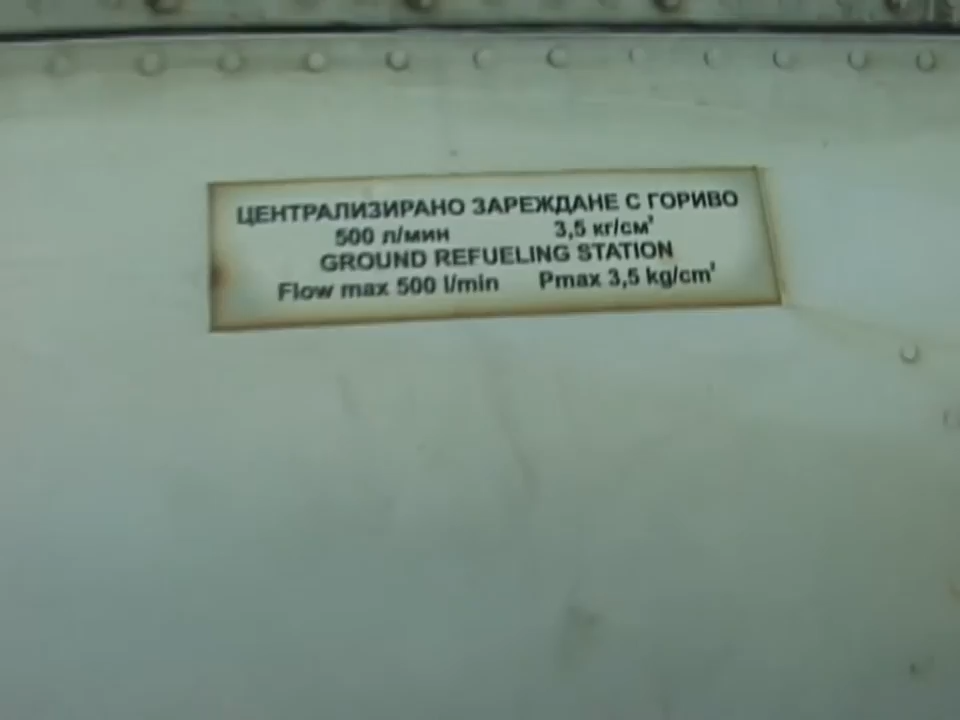 ЦЕНТРАЛИЗИРАНО ЗАРЕЖДАНЕ С ГОРИВО
500 л/мин 3,5 кг/см²
GROUND REFUELING STATION
Flow max 500 l/min Pmax 3,5 kg/cm²